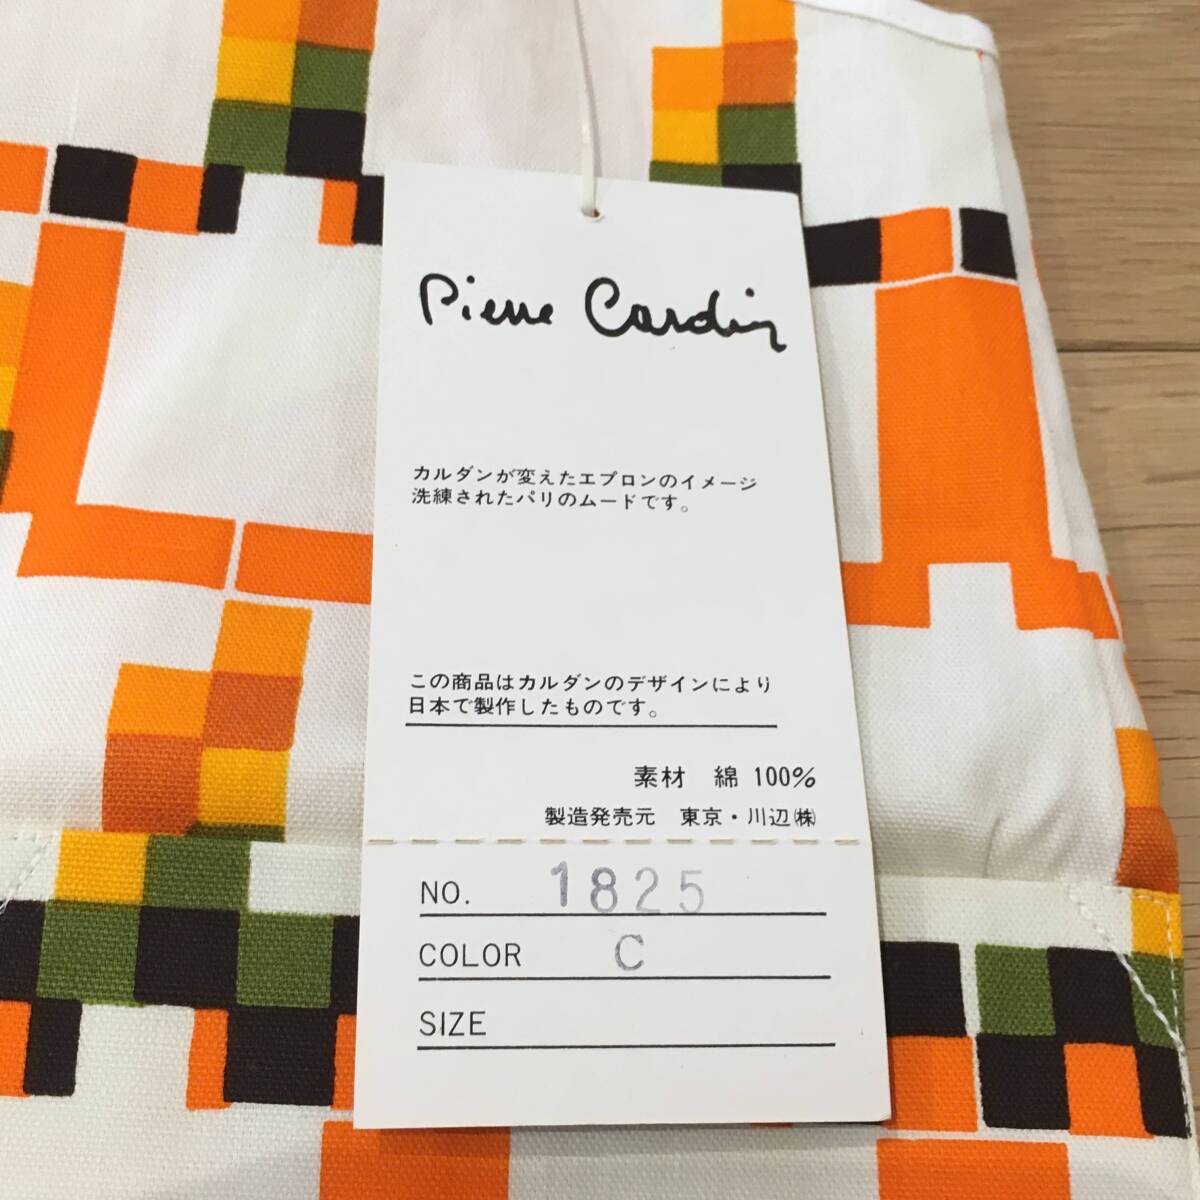 Pierre Cardin
カルダンが変えたエプロンのイメージ
洗練されたパリのムードです。
この商品はカルダンのデザインにより
日本で製作したものです。
素材 綿 100%
製造発売元 東京・川辺㈱
NO. 1825
COLOR C
SIZE